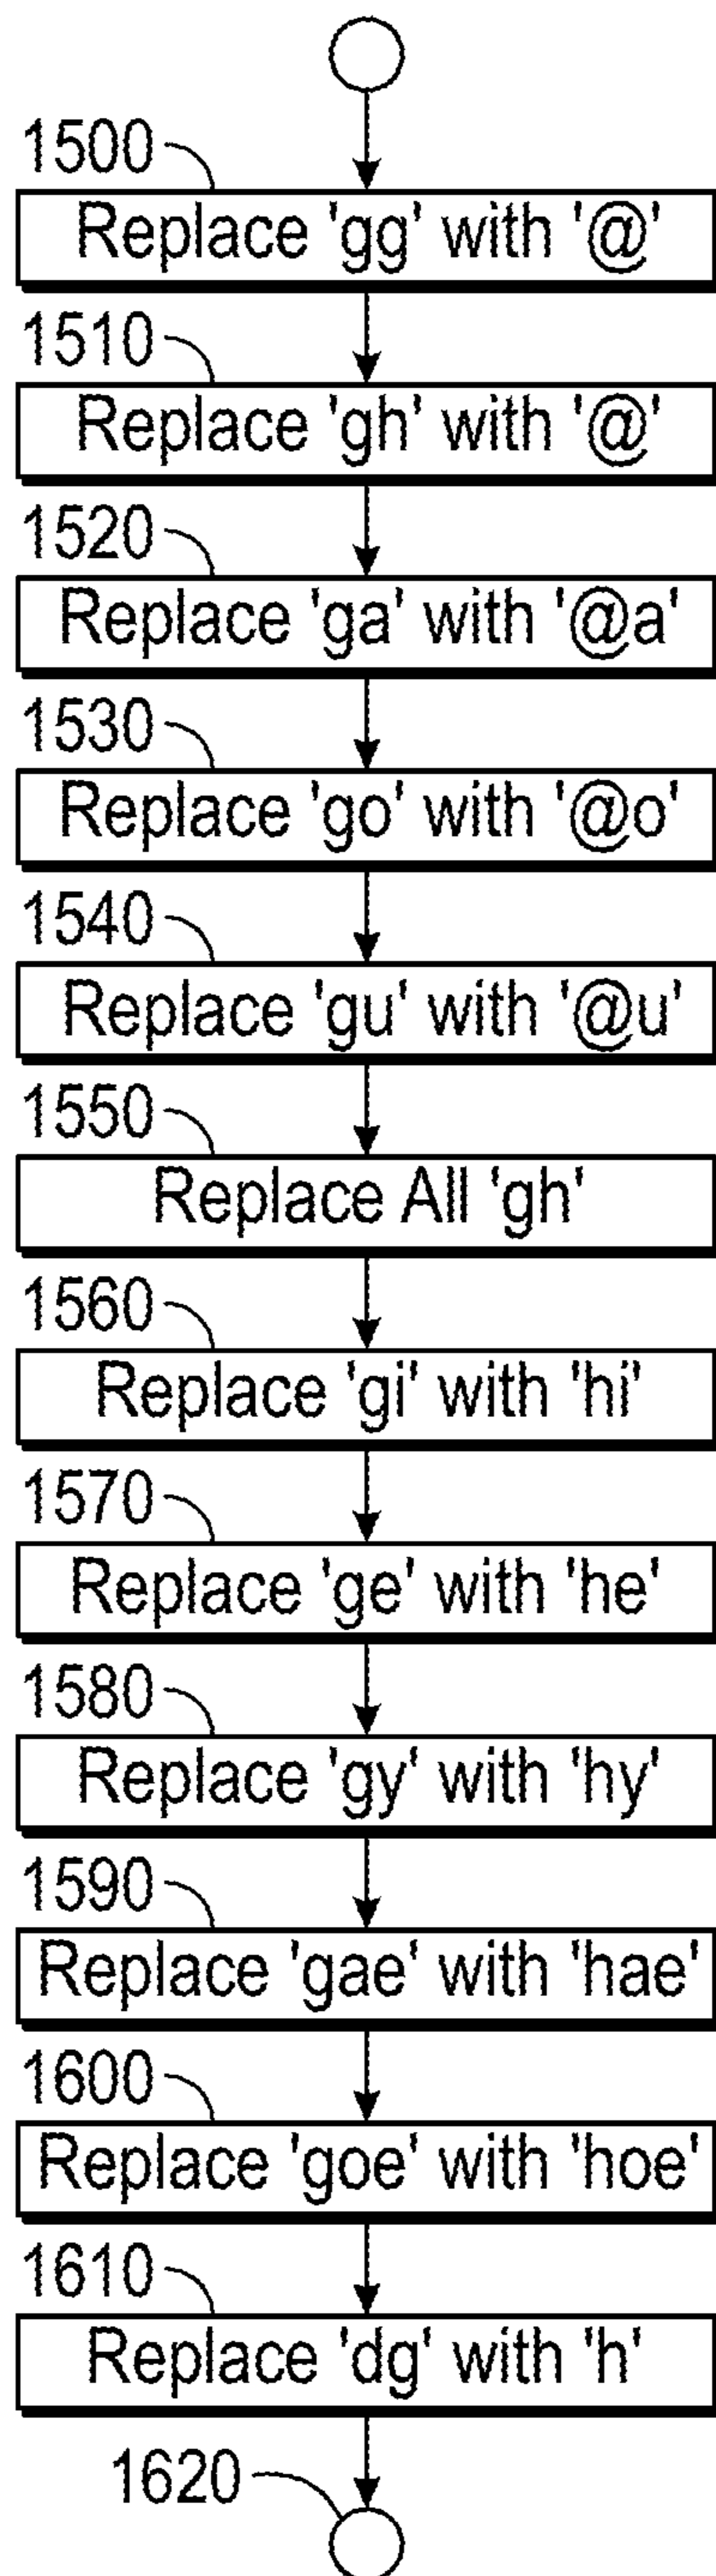 1500
Replace 'gg' with '@'
1510
Replace 'gh' with '@'
1520
Replace 'ga' with '@a'
1530
Replace 'go' with '@o'
1540
Replace 'gu' with '@u'
1550
Replace All 'gh'
1560
Replace 'gi' with 'hi'
1570
Replace 'ge' with 'he'
1580
Replace 'gy' with 'hy'
1590
Replace 'gae' with 'hae'
1600
Replace 'goe' with 'hoe'
1610
Replace 'dg' with 'h'
1620